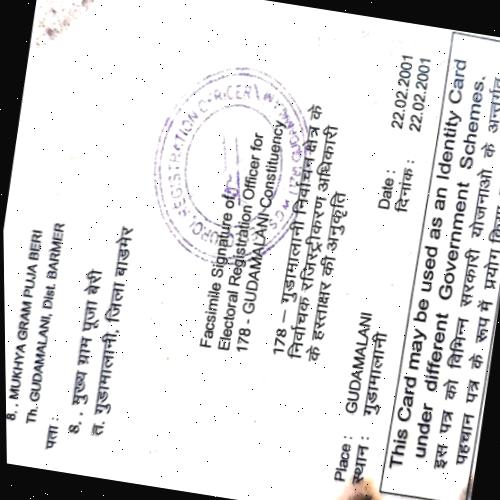 8, . MUKHYA GRAM PUJA BERI
Th. GUDAMALANI, Dist. BARMER
पता :
8, . मुख्य ग्राम पूजा बेरी
त. गुडामालानी, जिला बाडमेर
REGISTRATION OFFICER
Facsimile Signature of
Electoral Registration Officer for
178 - GUDAMALANI-Constituency
178 – गुडामालानी निर्वाचन क्षेत्र के
निर्वाचक रजिस्ट्रीकरण अधिकारी
के हस्ताक्षर की अनुकृति
Place : GUDAMALANI
स्थान : गुडामालानी
Date : 22.02.2001
दिनाक : 22.02.2001
This Card may be used as an Identity Card
under different Government Schemes.
इस पत्र को विभिन्न सरकारी योजनाओं के अन्तर्गत
पहचान पत्र के रूप में प्रयोग किया